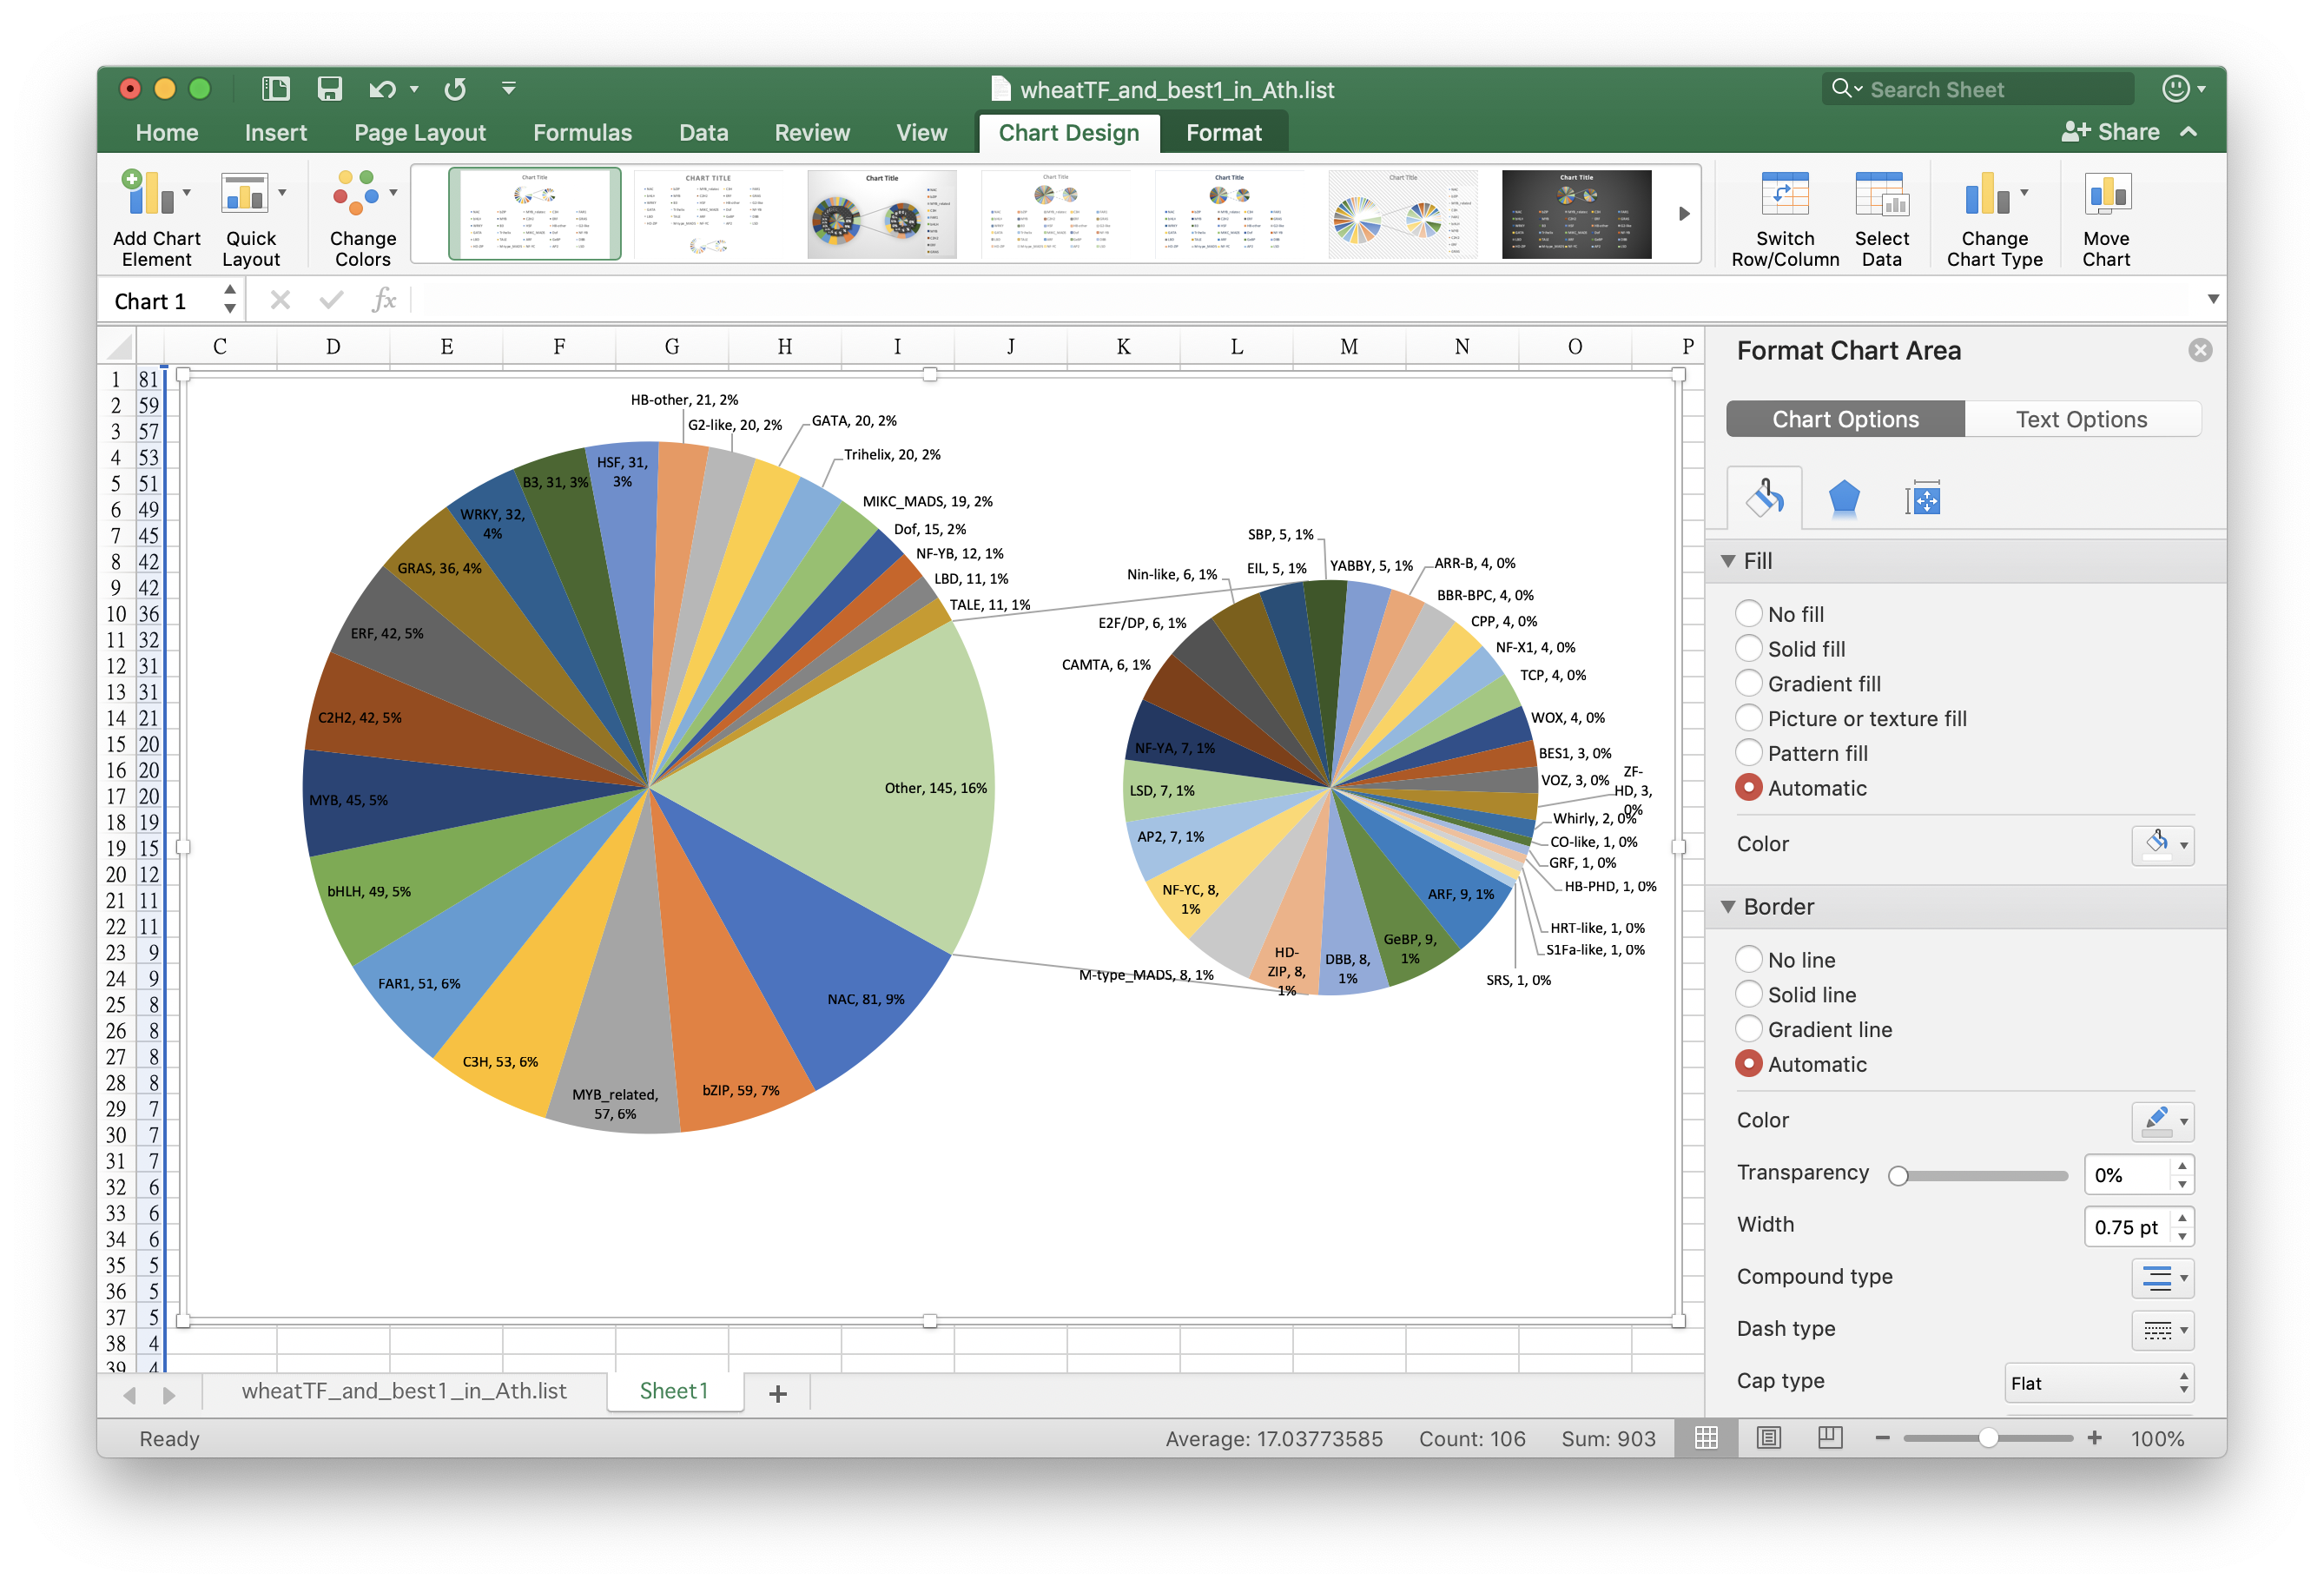 wheatTF_and_best1_in_Ath.list
Search Sheet
Home Insert Page Layout Formulas Data Review View Chart Design Format
Share
Add Chart Element
Quick Layout
Change Colors
Chart Title
CHART TITLE
Chart Title
Chart Title
Chart Title
Chart Title
Chart Title
Switch Row/Column
Select Data
Change Chart Type
Move Chart
Chart 1
fx
C D E F G H I J K L M N O P
1 81
2 59
3 57
4 53
5 51
6 49
7 45
8 42
9 42
10 36
11 32
12 31
13 31
14 21
15 20
16 20
17 20
18 19
19 15
20 12
21 11
22 11
23 9
24 9
25 8
26 8
27 8
28 8
29 7
30 7
31 7
32 6
33 6
34 6
35 5
36 5
37 5
38 4
39 4
HB-other, 21, 2%
G2-like, 20, 2%
GATA, 20, 2%
Trihelix, 20, 2%
MIKC_MADS, 19, 2%
Dof, 15, 2%
NF-YB, 12, 1%
LBD, 11, 1%
TALE, 11, 1%
Other, 145, 16%
NAC, 81, 9%
bZIP, 59, 7%
MYB_related,
57, 6%
C3H, 53, 6%
FAR1, 51, 6%
bHLH, 49, 5%
MYB, 45, 5%
C2H2, 42, 5%
ERF, 42, 5%
GRAS, 36, 4%
WRKY, 32,
4%
B3, 31, 3%
HSF, 31,
3%
SBP, 5, 1%
YABBY, 5, 1%
ARR-B, 4, 0%
BBR-BPC, 4, 0%
CPP, 4, 0%
NF-X1, 4, 0%
TCP, 4, 0%
WOX, 4, 0%
BES1, 3, 0%
VOZ, 3, 0%
ZF-
HD, 3,
0%
Whirly, 2, 0%
CO-like, 1, 0%
GRF, 1, 0%
HB-PHD, 1, 0%
HRT-like, 1, 0%
S1Fa-like, 1, 0%
SRS, 1, 0%
ARF, 9, 1%
GeBP, 9,
1%
DBB, 8,
1%
HD-
ZIP, 8,
1%
M-type_MADS, 8, 1%
NF-YC, 8,
1%
AP2, 7, 1%
LSD, 7, 1%
NF-YA, 7, 1%
CAMTA, 6, 1%
E2F/DP, 6, 1%
Nin-like, 6, 1%
EIL, 5, 1%
Format Chart Area
Chart Options Text Options
Fill
No fill
Solid fill
Gradient fill
Picture or texture fill
Pattern fill
Automatic
Color
Border
No line
Solid line
Gradient line
Automatic
Color
Transparency 0%
Width 0.75 pt
Compound type
Dash type
Cap type Flat
wheatTF_and_best1_in_Ath.list Sheet1
Ready Average: 17.03773585 Count: 106 Sum: 903 100%